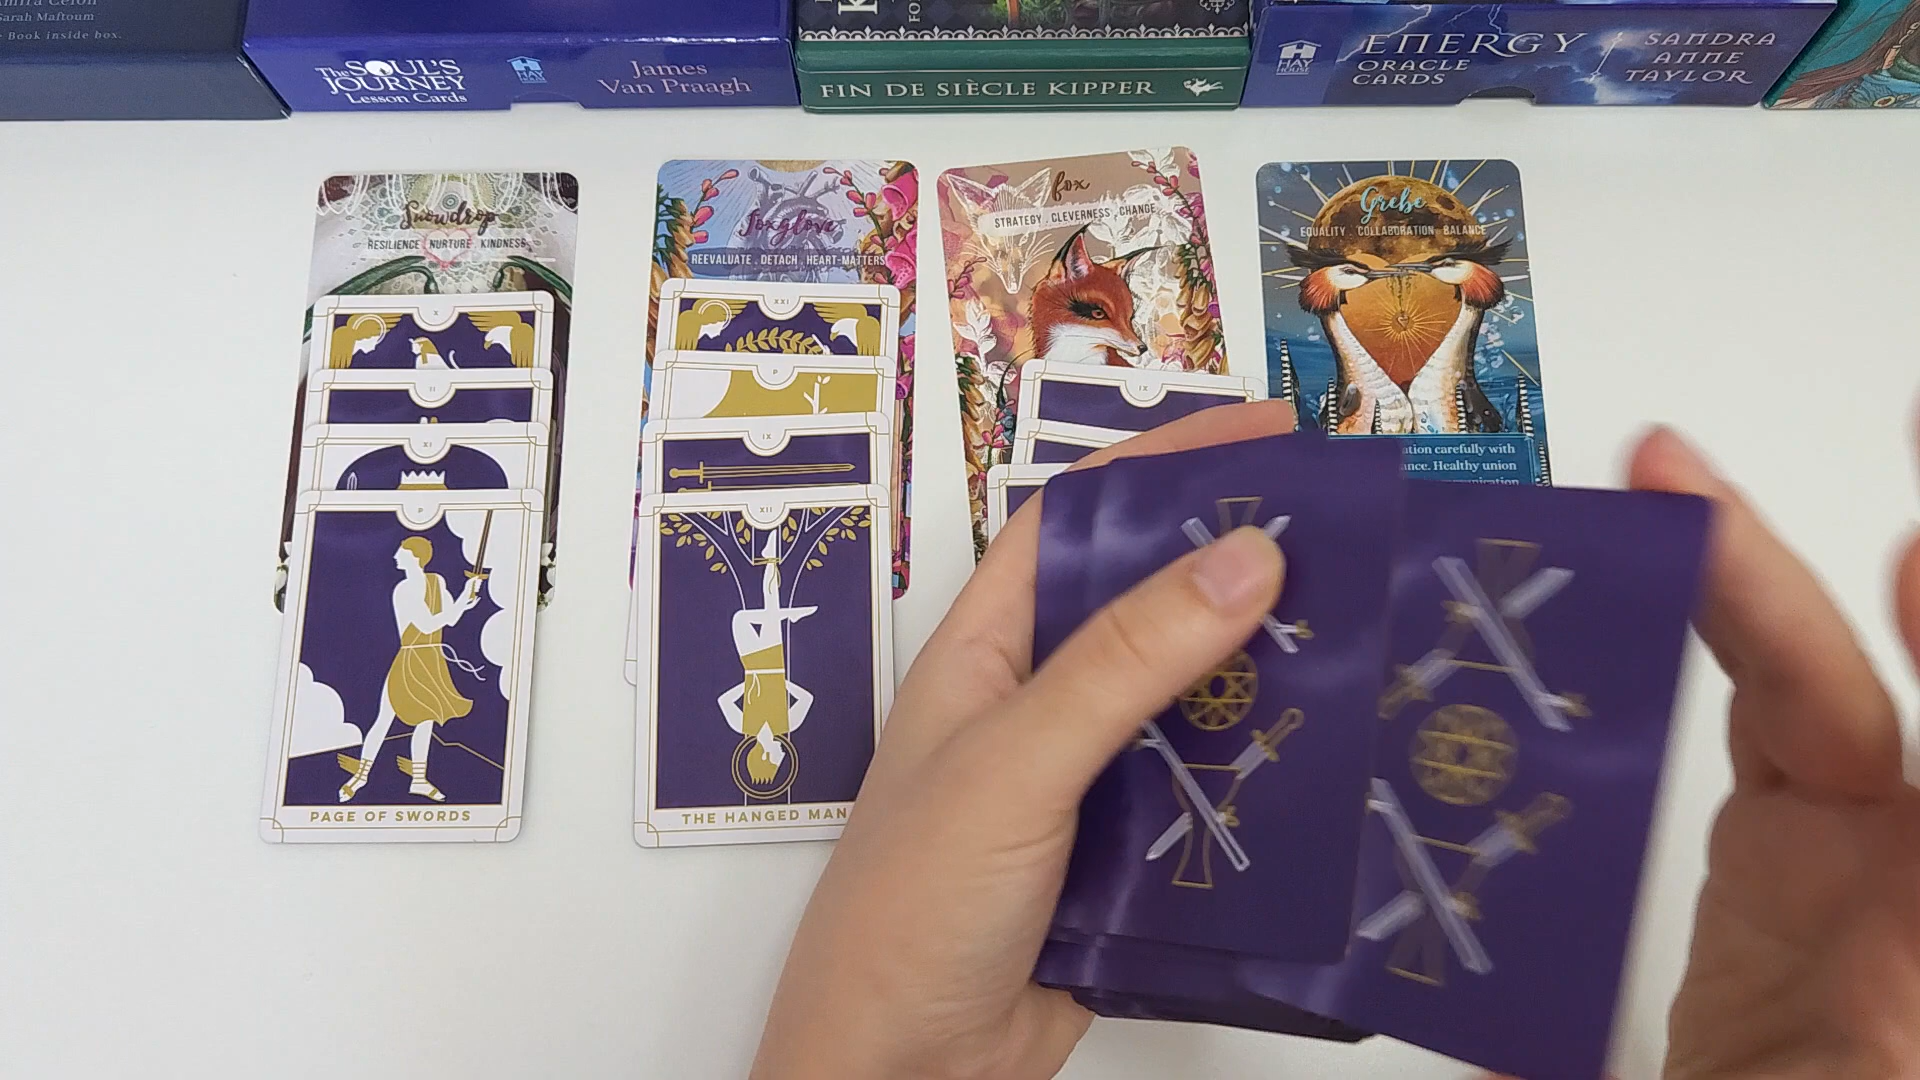 Sarah Maftoum
Book inside box.
The SOUL'S
JOURNEY
Lesson Cards
HAY
HOUSE
James
Van Praagh
FIN DE SIÈCLE KIPPER
HAY
HOUSE
ENERGY
ORACLE
CARDS
SANDRA
ANNE
TAYLOR
Snowdrop
RESILIENCE . NURTURE . KINDNESS
Foxglove
REEVALUATE . DETACH . HEART-MATTERS
fox
STRATEGY . CLEVERNESS . CHANGE
Grebe
EQUALITY . COLLABORATION . BALANCE
X
II
XI
P
PAGE OF SWORDS
XXI
P
IX
XII
THE HANGED MAN
IX
ation carefully with
ance. Healthy union